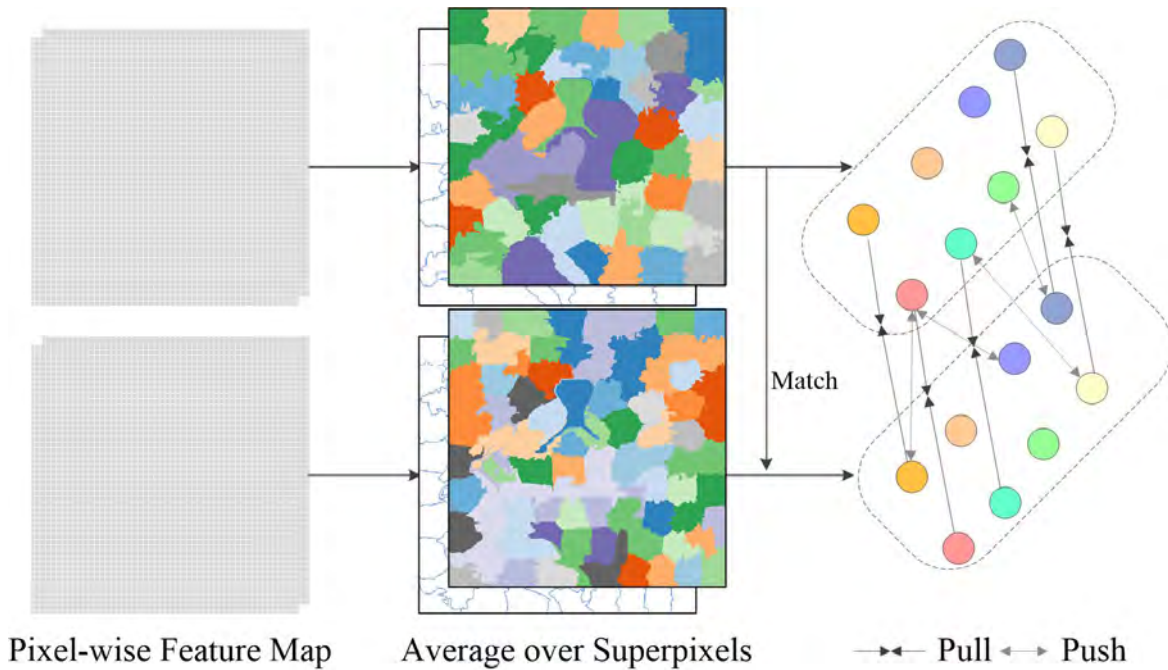 Match
Pixel-wise Feature Map
Average over Superpixels
Pull
Push